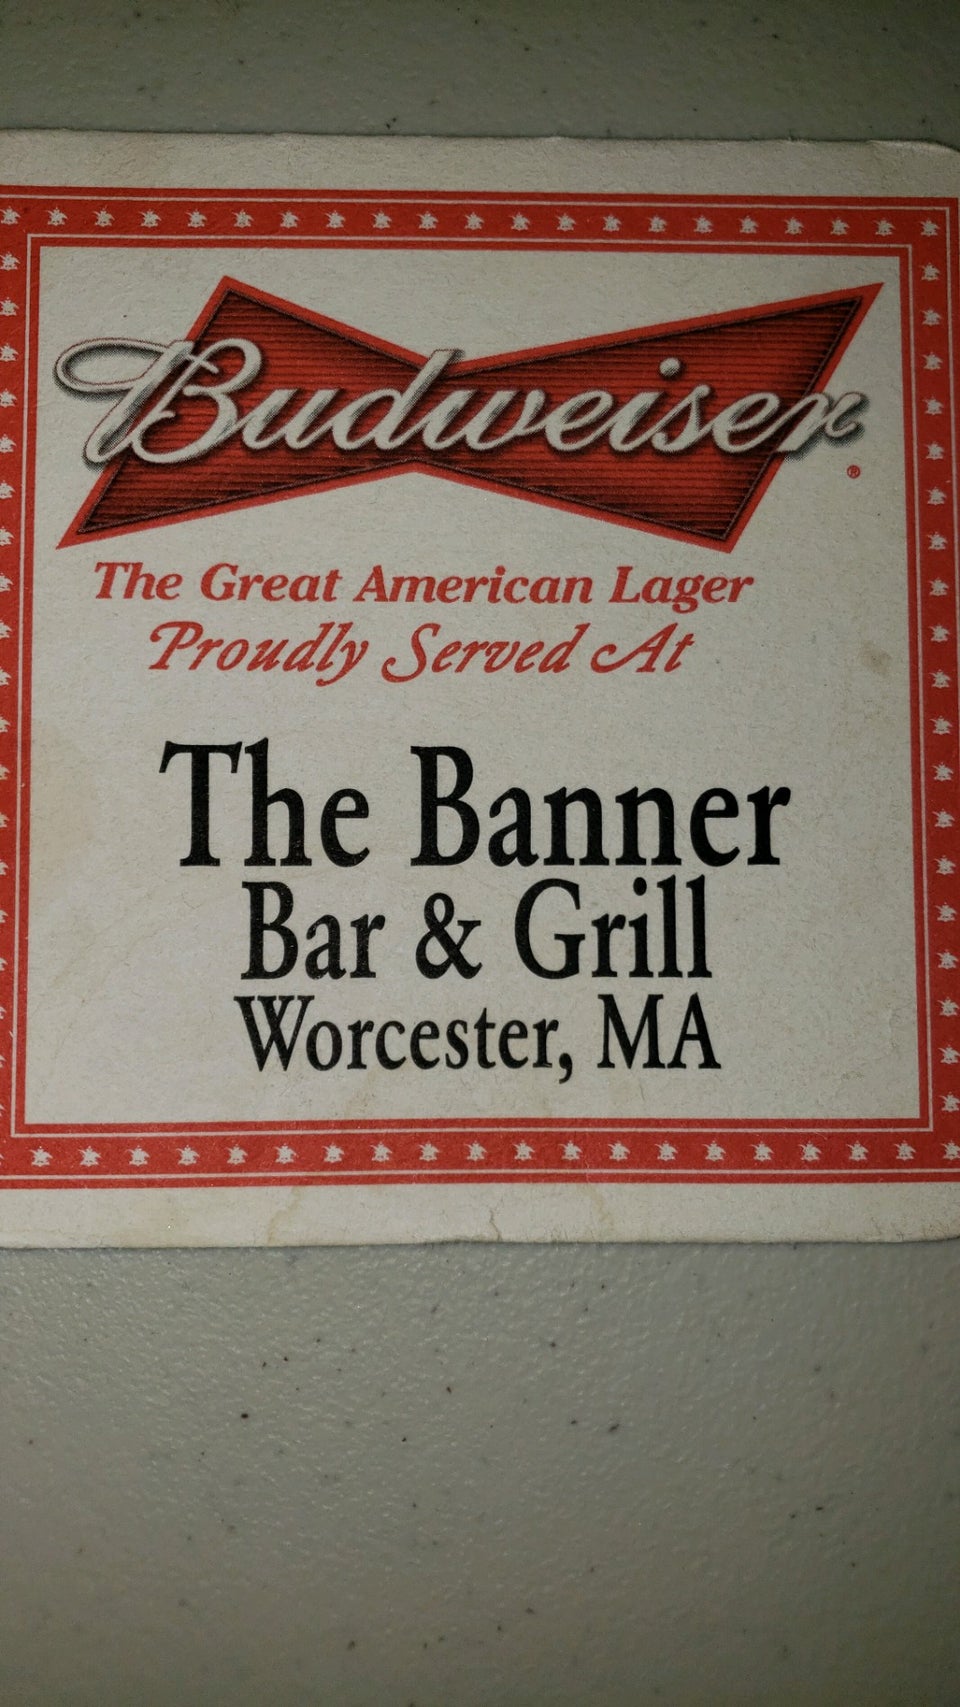 Budweiser®
The Great American Lager
Proudly Served At
The Banner
Bar & Grill
Worcester, MA